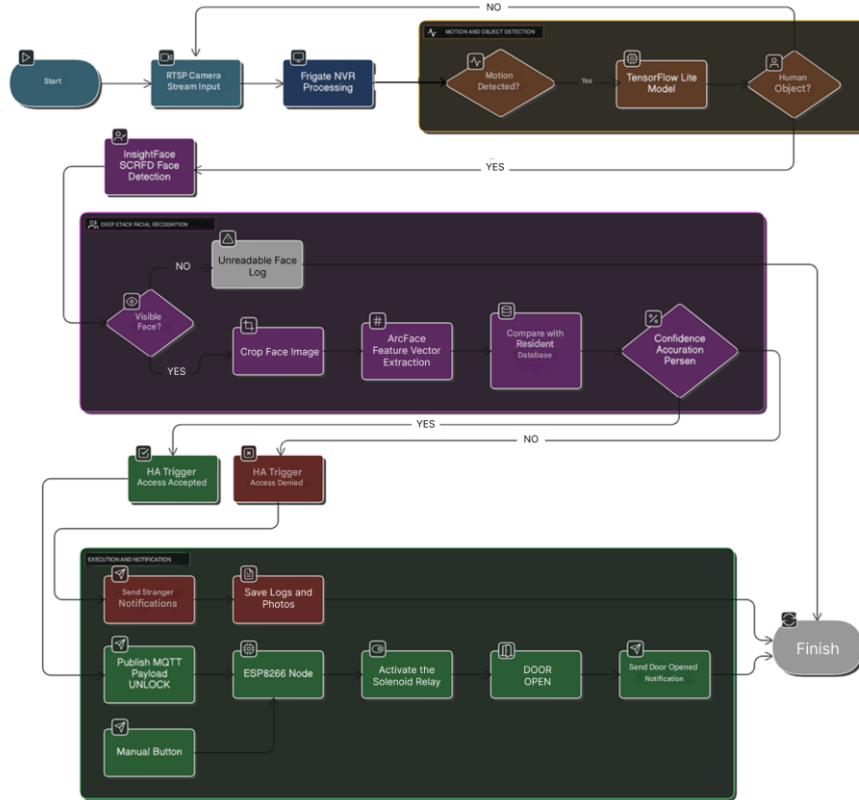 NO
MOTION AND OBJECT DETECTION
Start
RTSP Camera
Stream Input
Frigate NVR
Processing
Motion
Detected?
Yes
TensorFlow Lite
Model
Human
Object?
InsightFace
SCRFD Face
Detection
YES
DEEP STACK FACIAL RECOGNITION
Unreadable Face
Log
NO
Visible
Face?
YES
Crop Face Image
ArcFace
Feature Vector
Extraction
Compare with
Resident
Database
Confidence
Accuration
Persen
YES
NO
HA Trigger
Access Accepted
HA Trigger
Access Denied
EXECUTION AND NOTIFICATION
Send Stranger
Notifications
Save Logs and
Photos
Finish
Publish MQTT
Payload
UNLOCK
ESP8266 Node
Activate the
Solenoid Relay
DOOR
OPEN
Send Door Opened
Notification
Manual Button